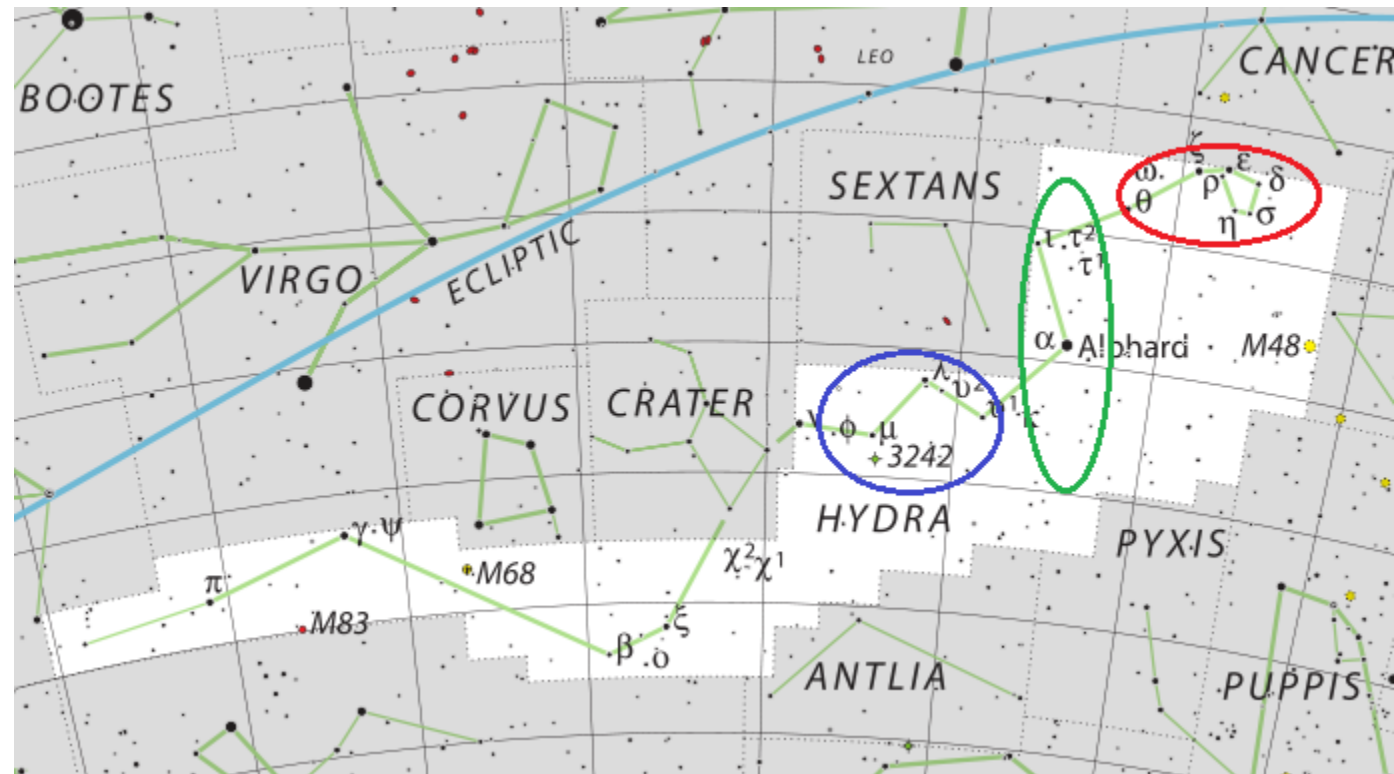 LEO
CANCER
BOOTES
ζ
ε
ω
δ
ρ
SEXTANS
θ
σ
η
ι
τ²
τ¹
ECLIPTIC
VIRGO
α
Alphard
M48
λ
υ²
CORVUS
CRATER
υ¹
κ
ν
φ
μ
3242
HYDRA
γ
ψ
PYXIS
χ²
χ¹
M68
π
M83
ξ
β
ο
ANTLIA
PUPPIS